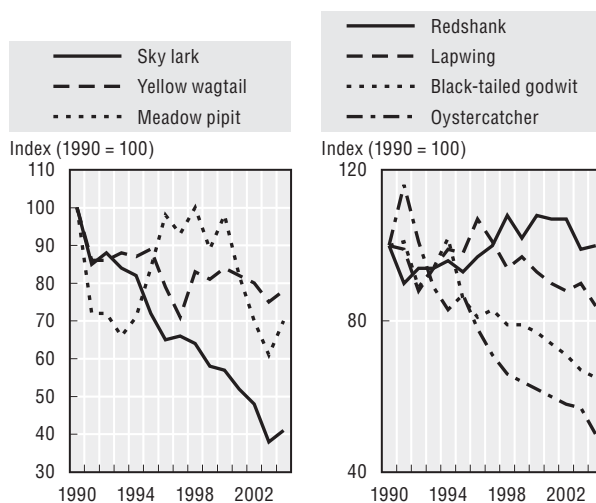 Sky lark
Yellow wagtail
Meadow pipit
Index (1990 = 100)
110
100
90
80
70
60
50
40
30
1990 1994 1998 2002
Redshank
Lapwing
Black-tailed godwit
Oystercatcher
Index (1990 = 100)
120
80
40
1990 1994 1998 2002